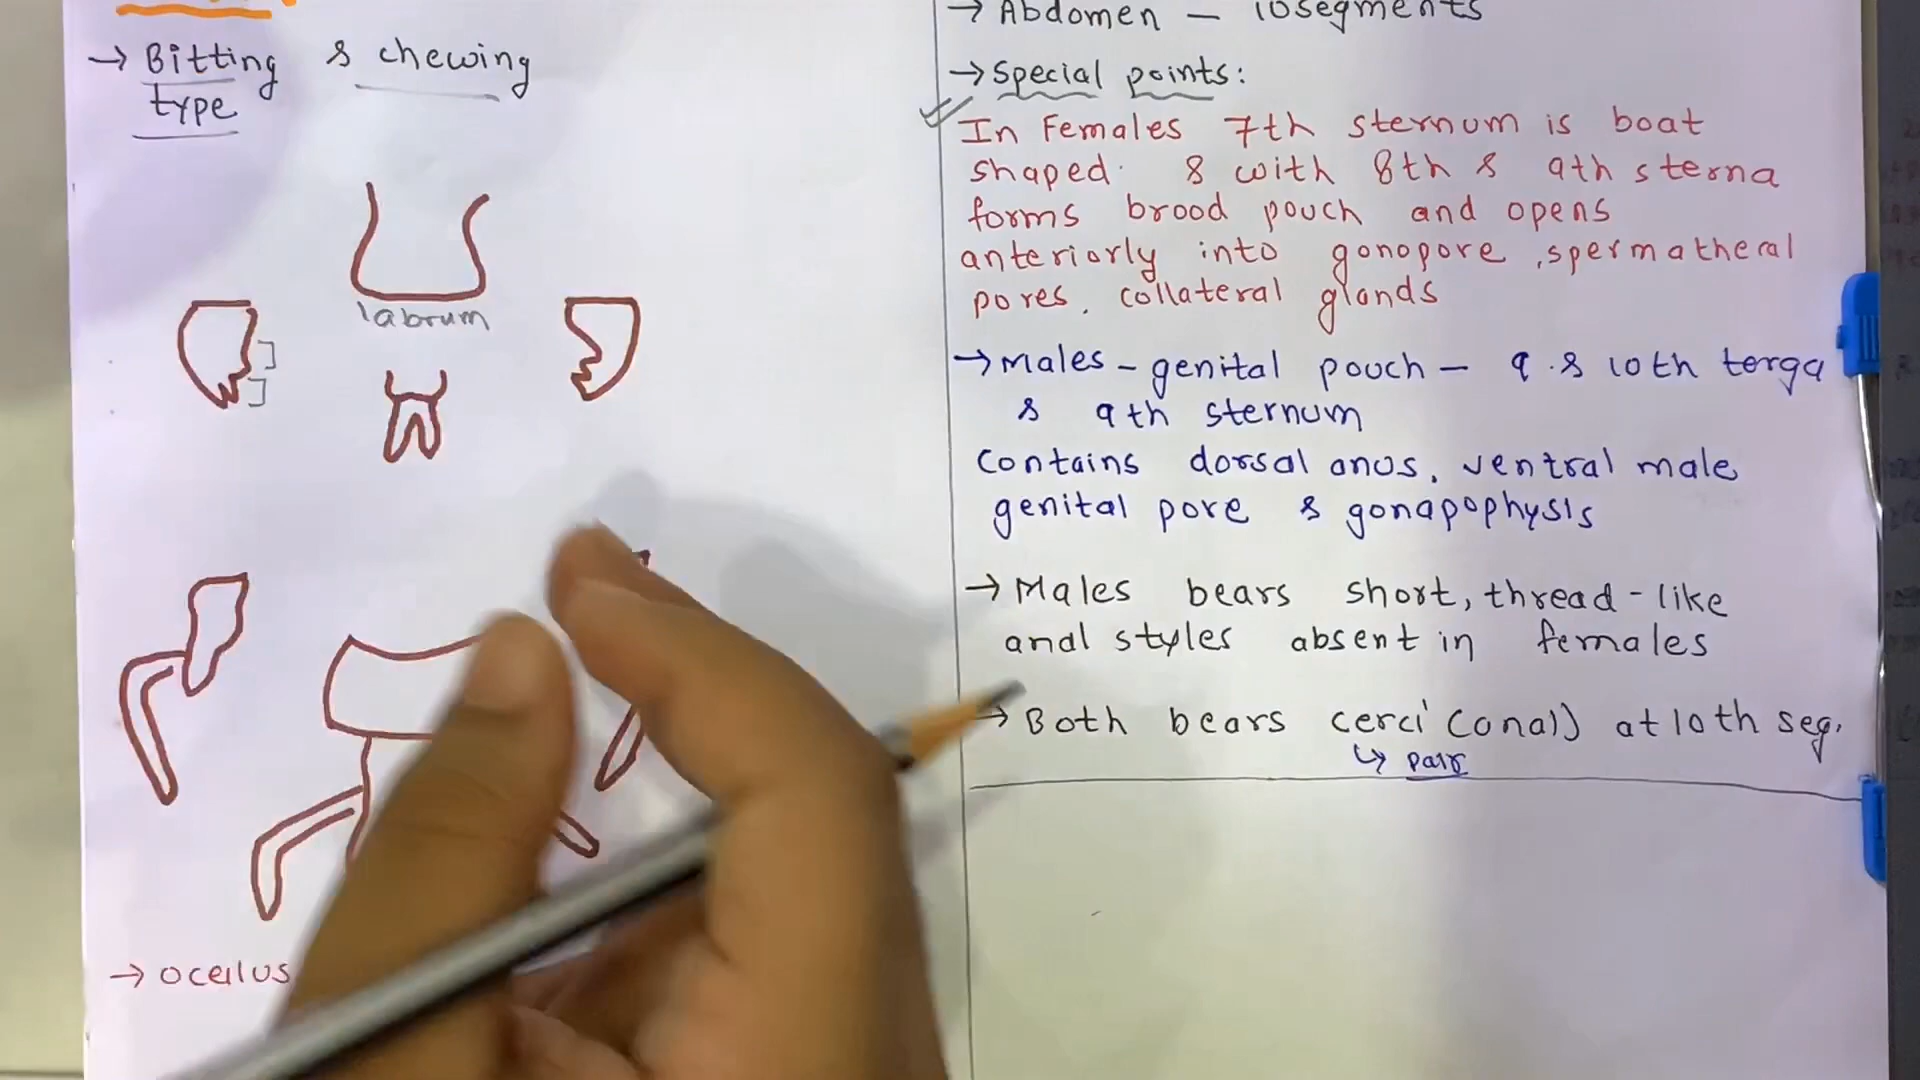 → Bitting & chewing
type
labrum
→ ocellus
→ Abdomen – 10segments
→ Special points:
In Females 7th sternum is boat
shaped. & with 8th & 9th sterna
forms brood pouch and opens
anteriorly into gonopore, spermathecal
pores, collateral glands
→ Males – genital pouch – 9 & 10th terga
& 9th sternum
contains dorsal anus, ventral male
genital pore & gonapophysis
→ Males bears short, thread-like
anal styles absent in females
→ Both bears cerci (anal) at 10th seg.
↳ pair